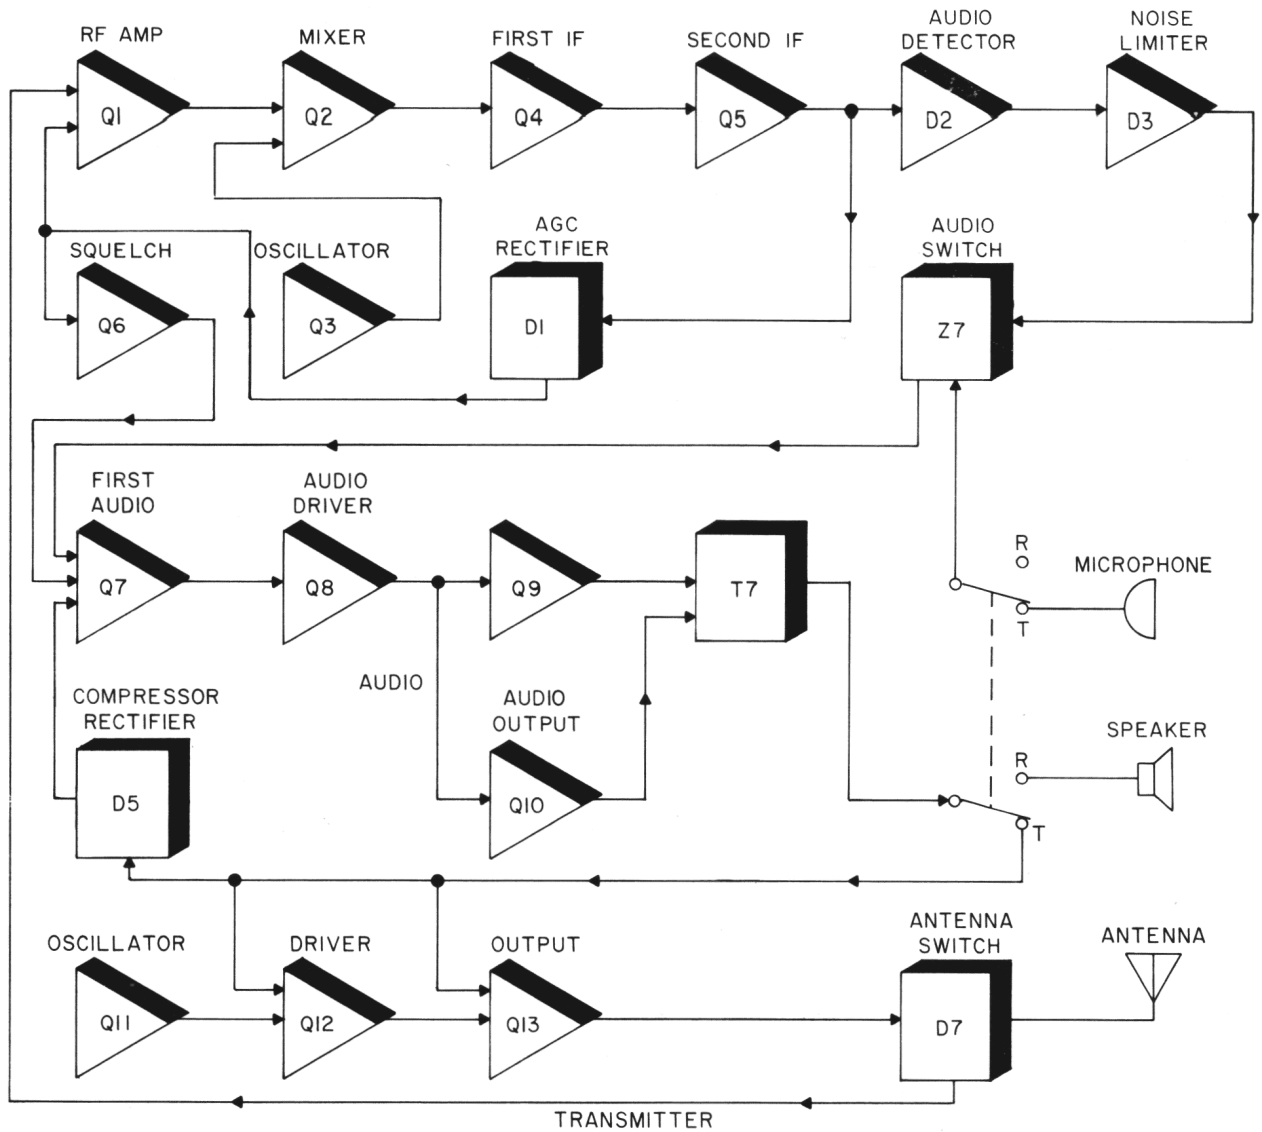 RF AMP
MIXER
FIRST IF
SECOND IF
AUDIO
DETECTOR
NOISE
LIMITER
Q1
Q2
Q4
Q5
D2
D3
SQUELCH
OSCILLATOR
AGC
RECTIFIER
AUDIO
SWITCH
Q6
Q3
D1
Z7
FIRST
AUDIO
AUDIO
DRIVER
Q7
Q8
Q9
T7
R
T
MICROPHONE
AUDIO
COMPRESSOR
RECTIFIER
AUDIO
OUTPUT
D5
Q10
R
T
SPEAKER
OSCILLATOR
DRIVER
OUTPUT
ANTENNA
SWITCH
ANTENNA
Q11
Q12
Q13
D7
TRANSMITTER